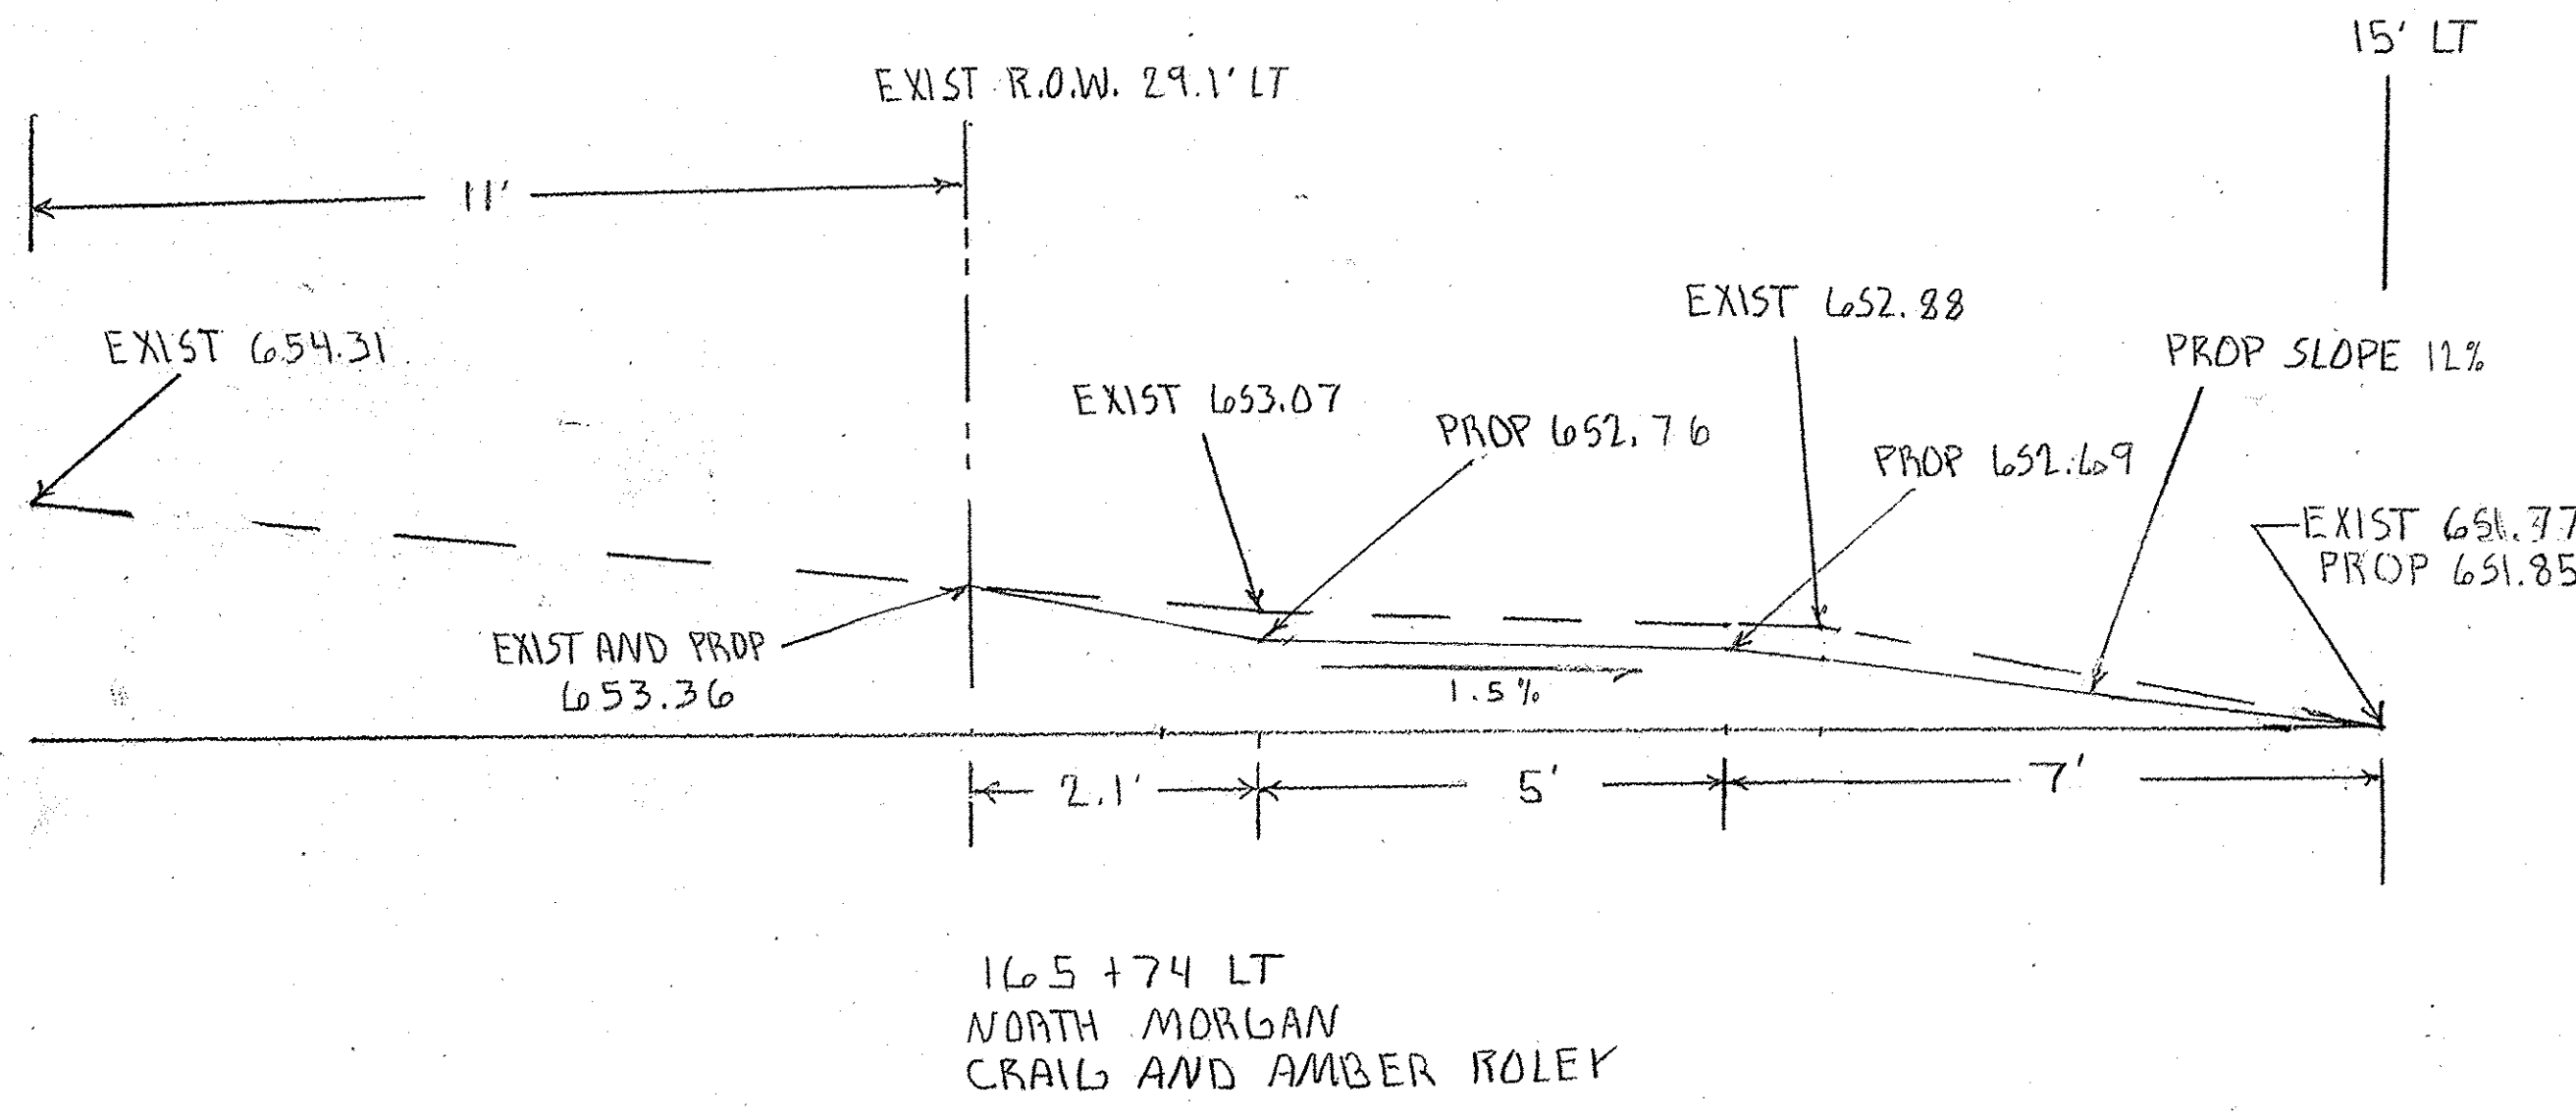 15' LT
EXIST R.O.W. 29.1' LT
11'
EXIST 652.88
EXIST 654.31
PROP SLOPE 12%
EXIST 653.07
PROP 652.76
PROP 652.69
EXIST 651.77
PROP 651.85
EXIST AND PROP
653.36
1.5%
2.1'
5'
7'
165+74 LT
NORTH MORGAN
CRAIG AND AMBER ROLEY